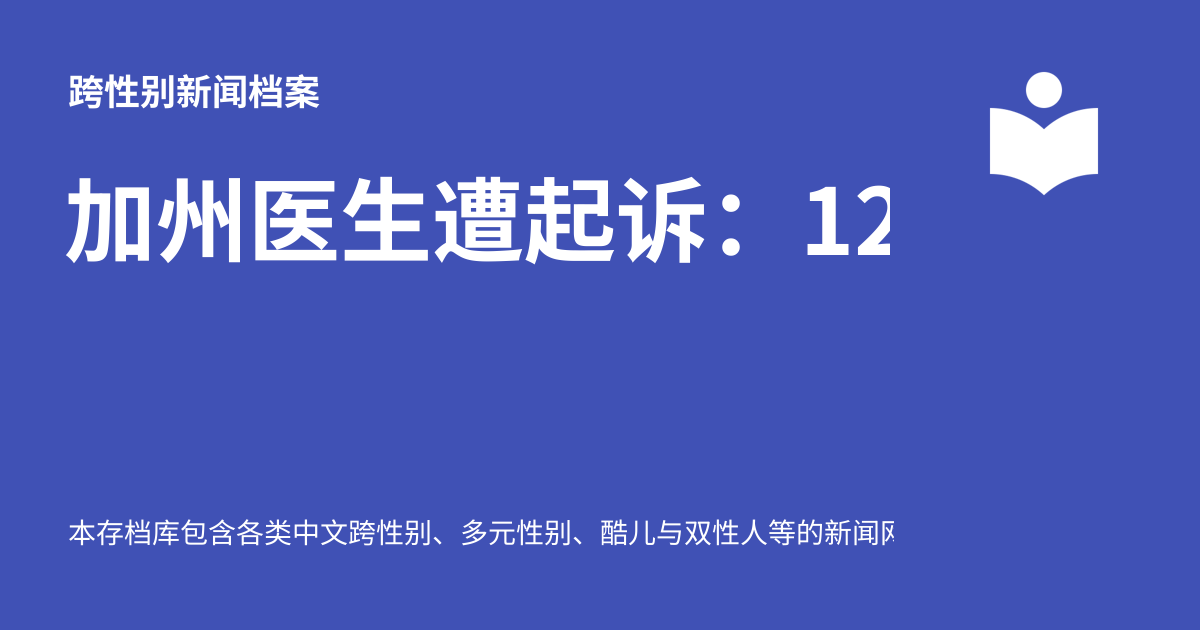 跨性别新闻档案
加州医生遭起诉：12
本存档库包含各类中文跨性别、多元性别、酷儿与双性人等的新闻